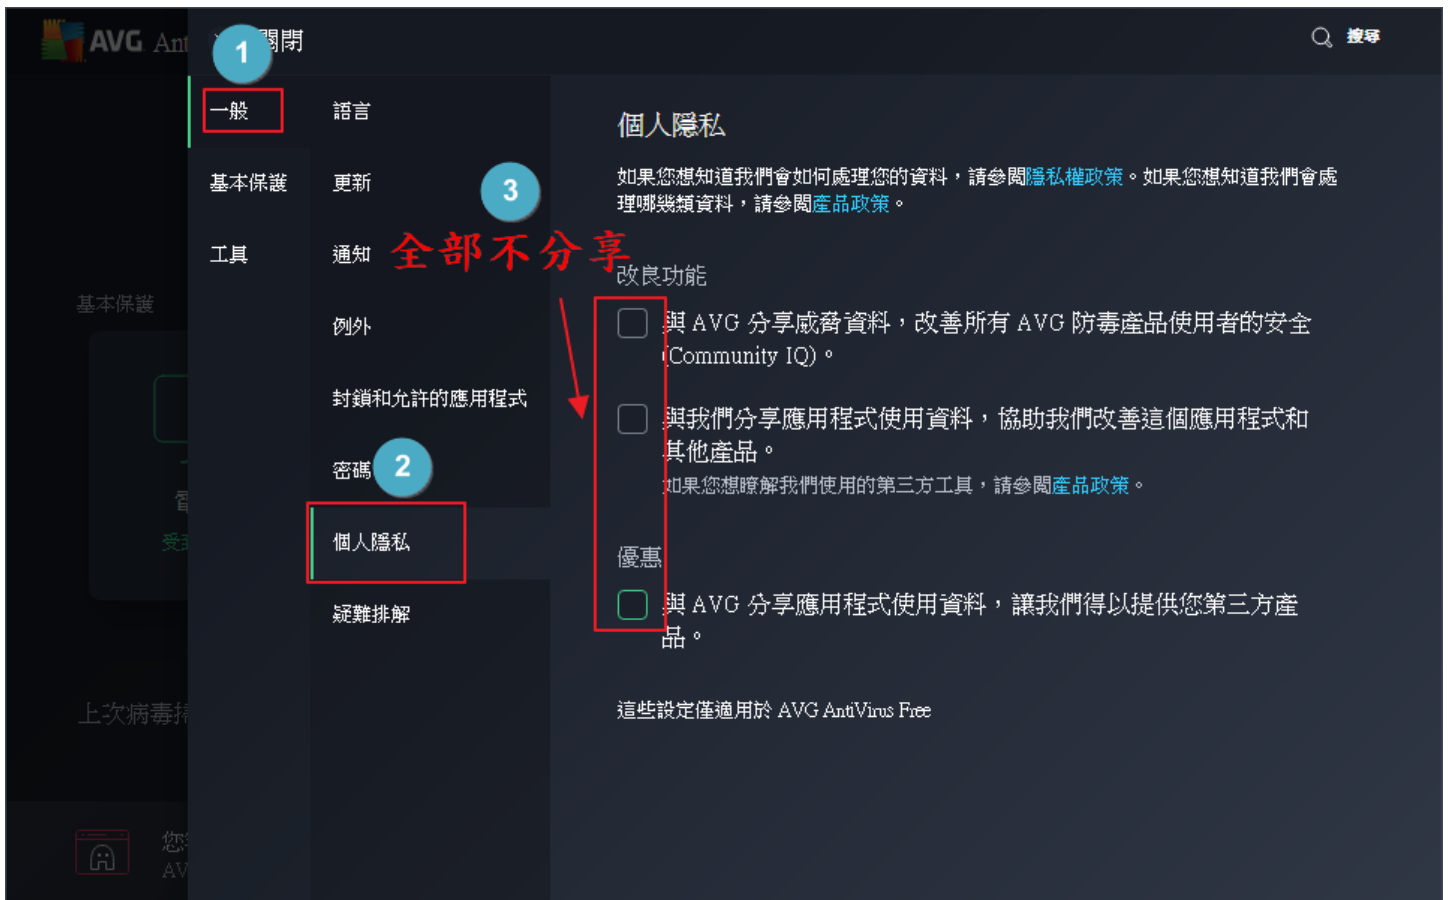 AVG Ant
1
關閉
搜尋
一般
基本保護
工具
語言
更新
通知
例外
封鎖和允許的應用程式
密碼
2
個人隱私
疑難排解
3
全部不分享
個人隱私
如果您想知道我們會如何處理您的資料，請參閱隱私權政策。如果您想知道我們會處
理哪幾類資料，請參閱產品政策。
改良功能
與 AVG 分享威脅資料，改善所有 AVG 防毒產品使用者的安全
(Community IQ)。
與我們分享應用程式使用資料，協助我們改善這個應用程式和
其他產品。
如果您想瞭解我們使用的第三方工具，請參閱產品政策。
優惠
與 AVG 分享應用程式使用資料，讓我們得以提供您第三方產
品。
這些設定僅適用於 AVG AntiVirus Free
基本保護
受
上次病毒掃
您
AV